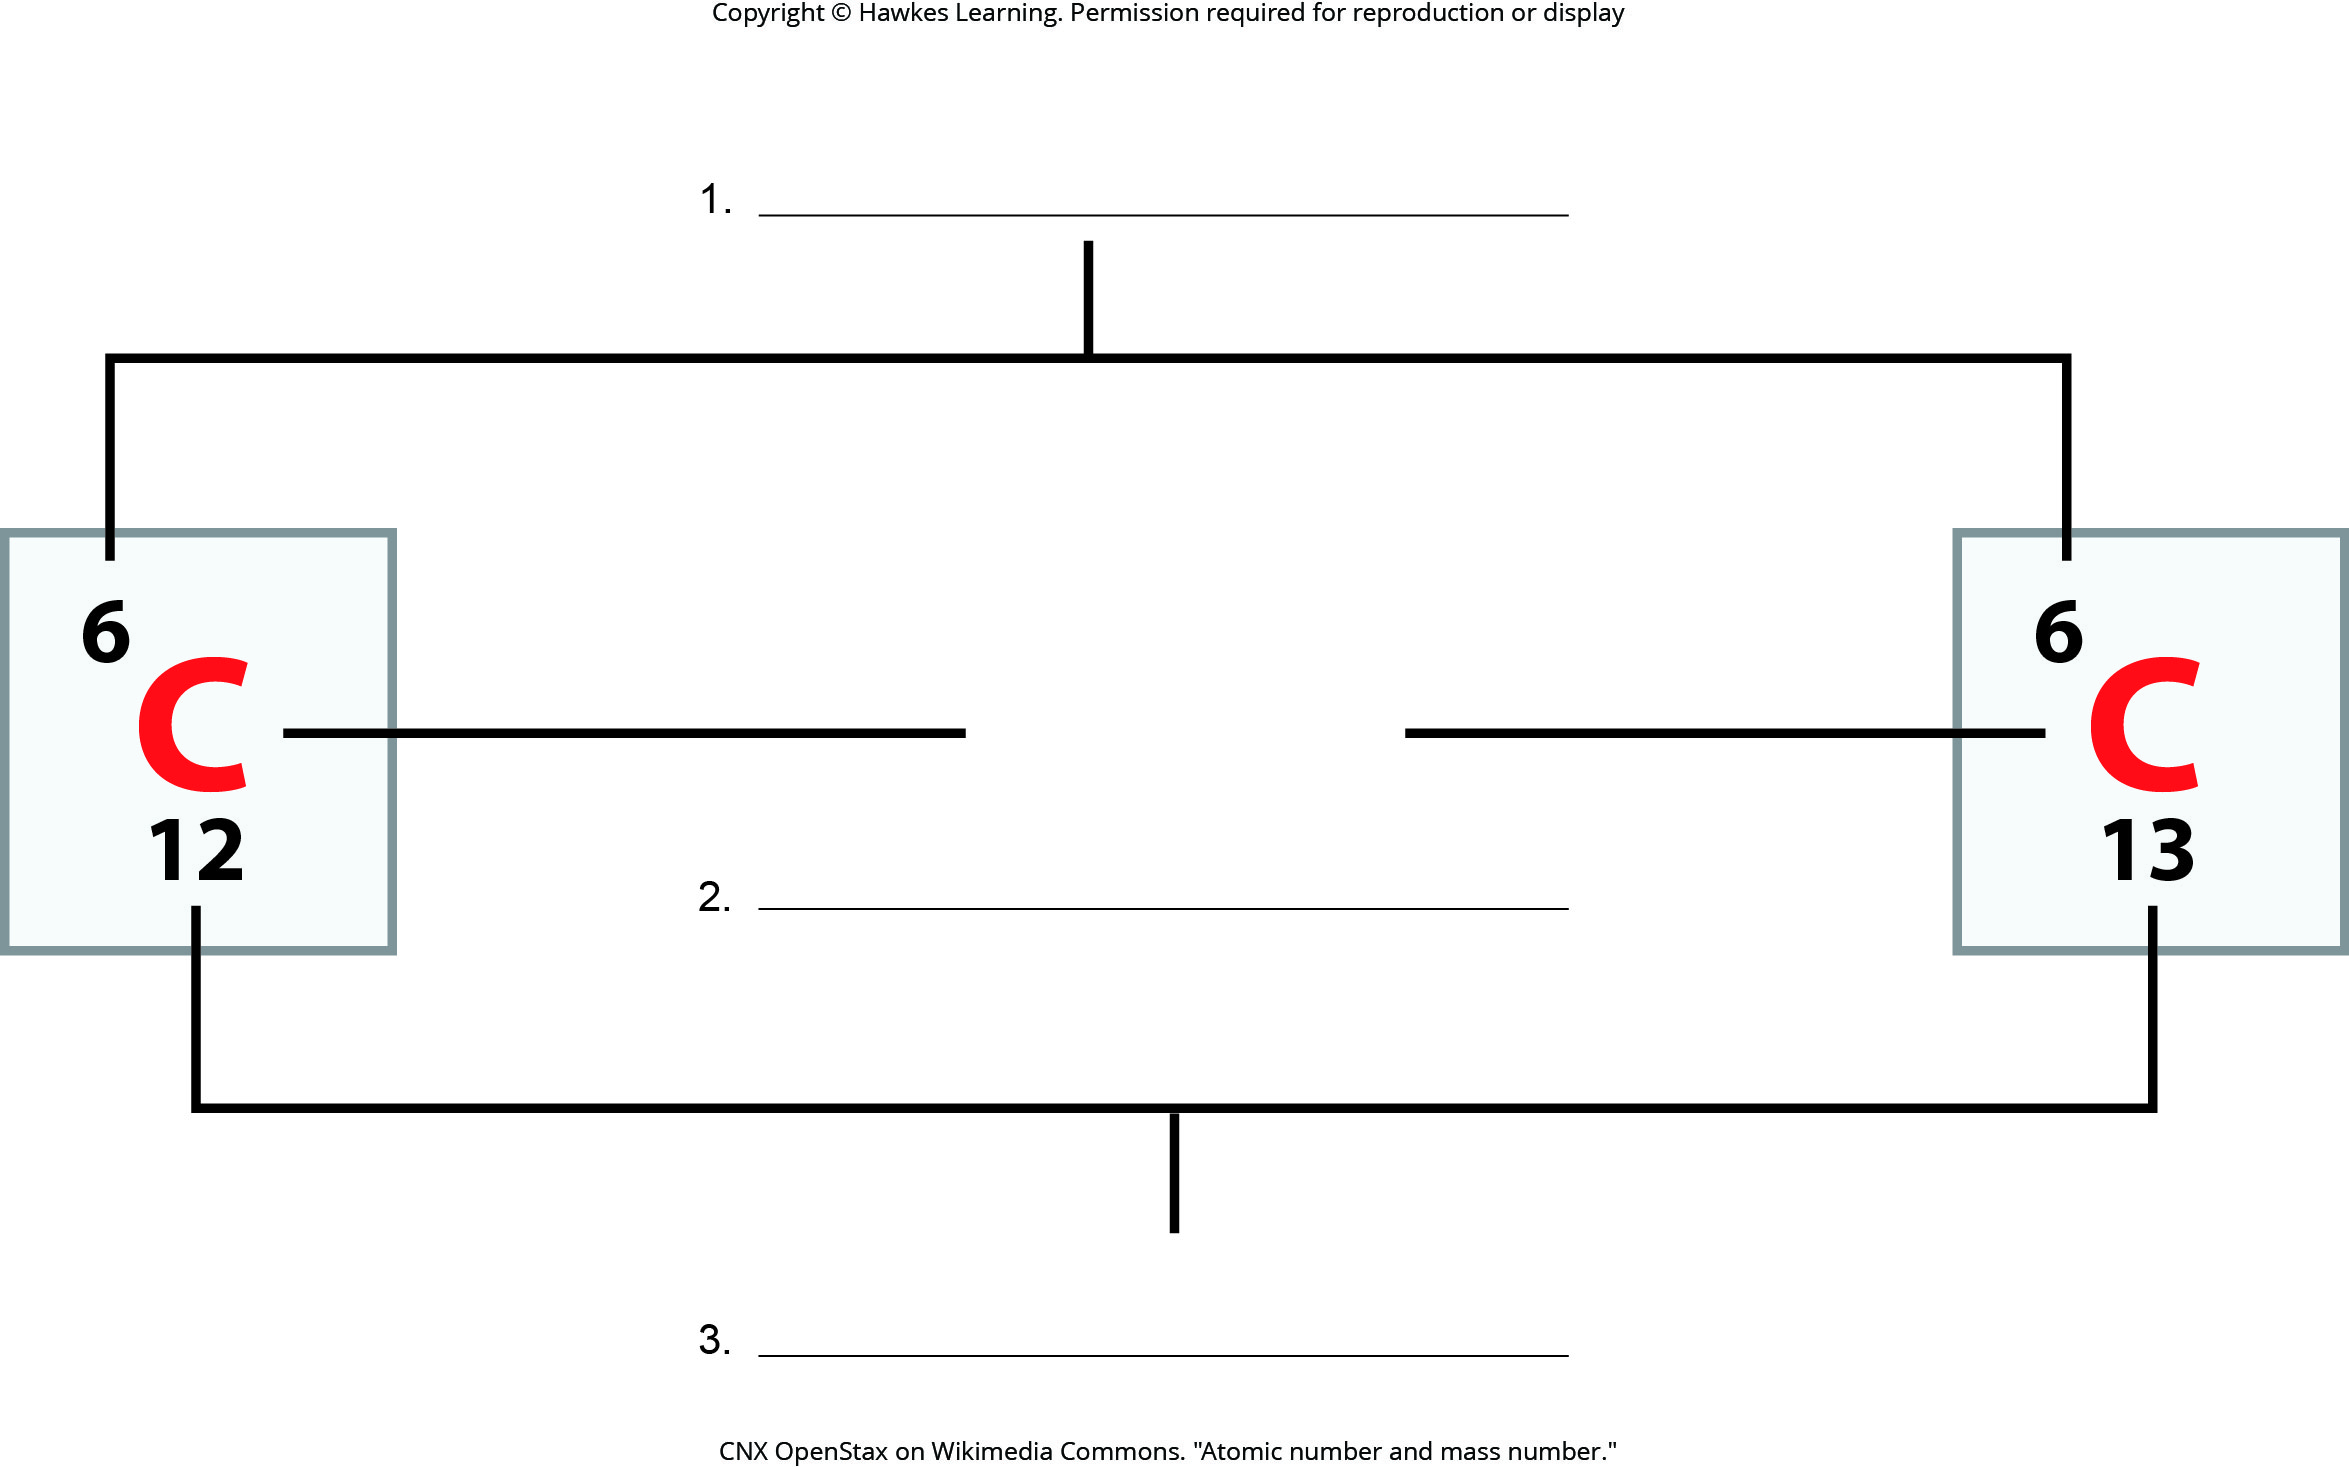 Copyright © Hawkes Learning. Permission required for reproduction or display
1.
6
6
C
C
12
13
2.
3.
CNX OpenStax on Wikimedia Commons. "Atomic number and mass number."